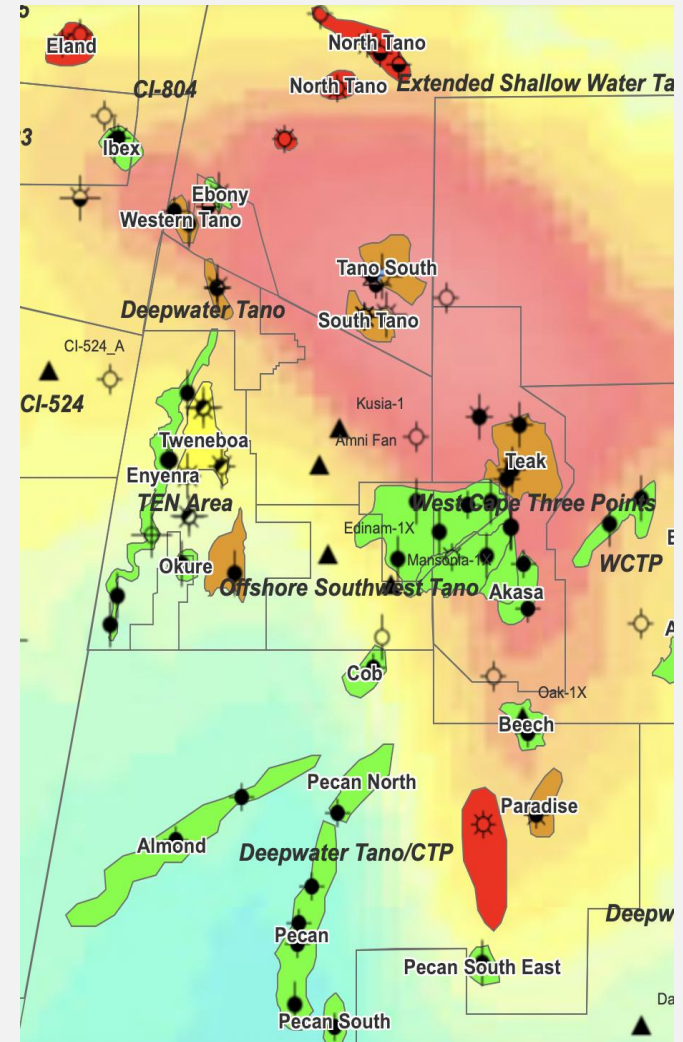 Eland
North Tano
North Tano
CI-804
Extended Shallow Water Ta
3
Ibex
Ebony
Western Tano
Tano South
Deepwater Tano
South Tano
CI-524_A
CI-524
Kusia-1
Amni Fan
Tweneboa
Enyenra
Teak
TEN Area
West Cape Three Points
Edinam-1X
Mansonia-1X
WCTP
Okure
Offshore Southwest Tano
Akasa
A
Cob
Oak-1X
Beech
Pecan North
Paradise
Almond
Deepwater Tano/CTP
Deepw
Pecan
Pecan South East
Da
Pecan South